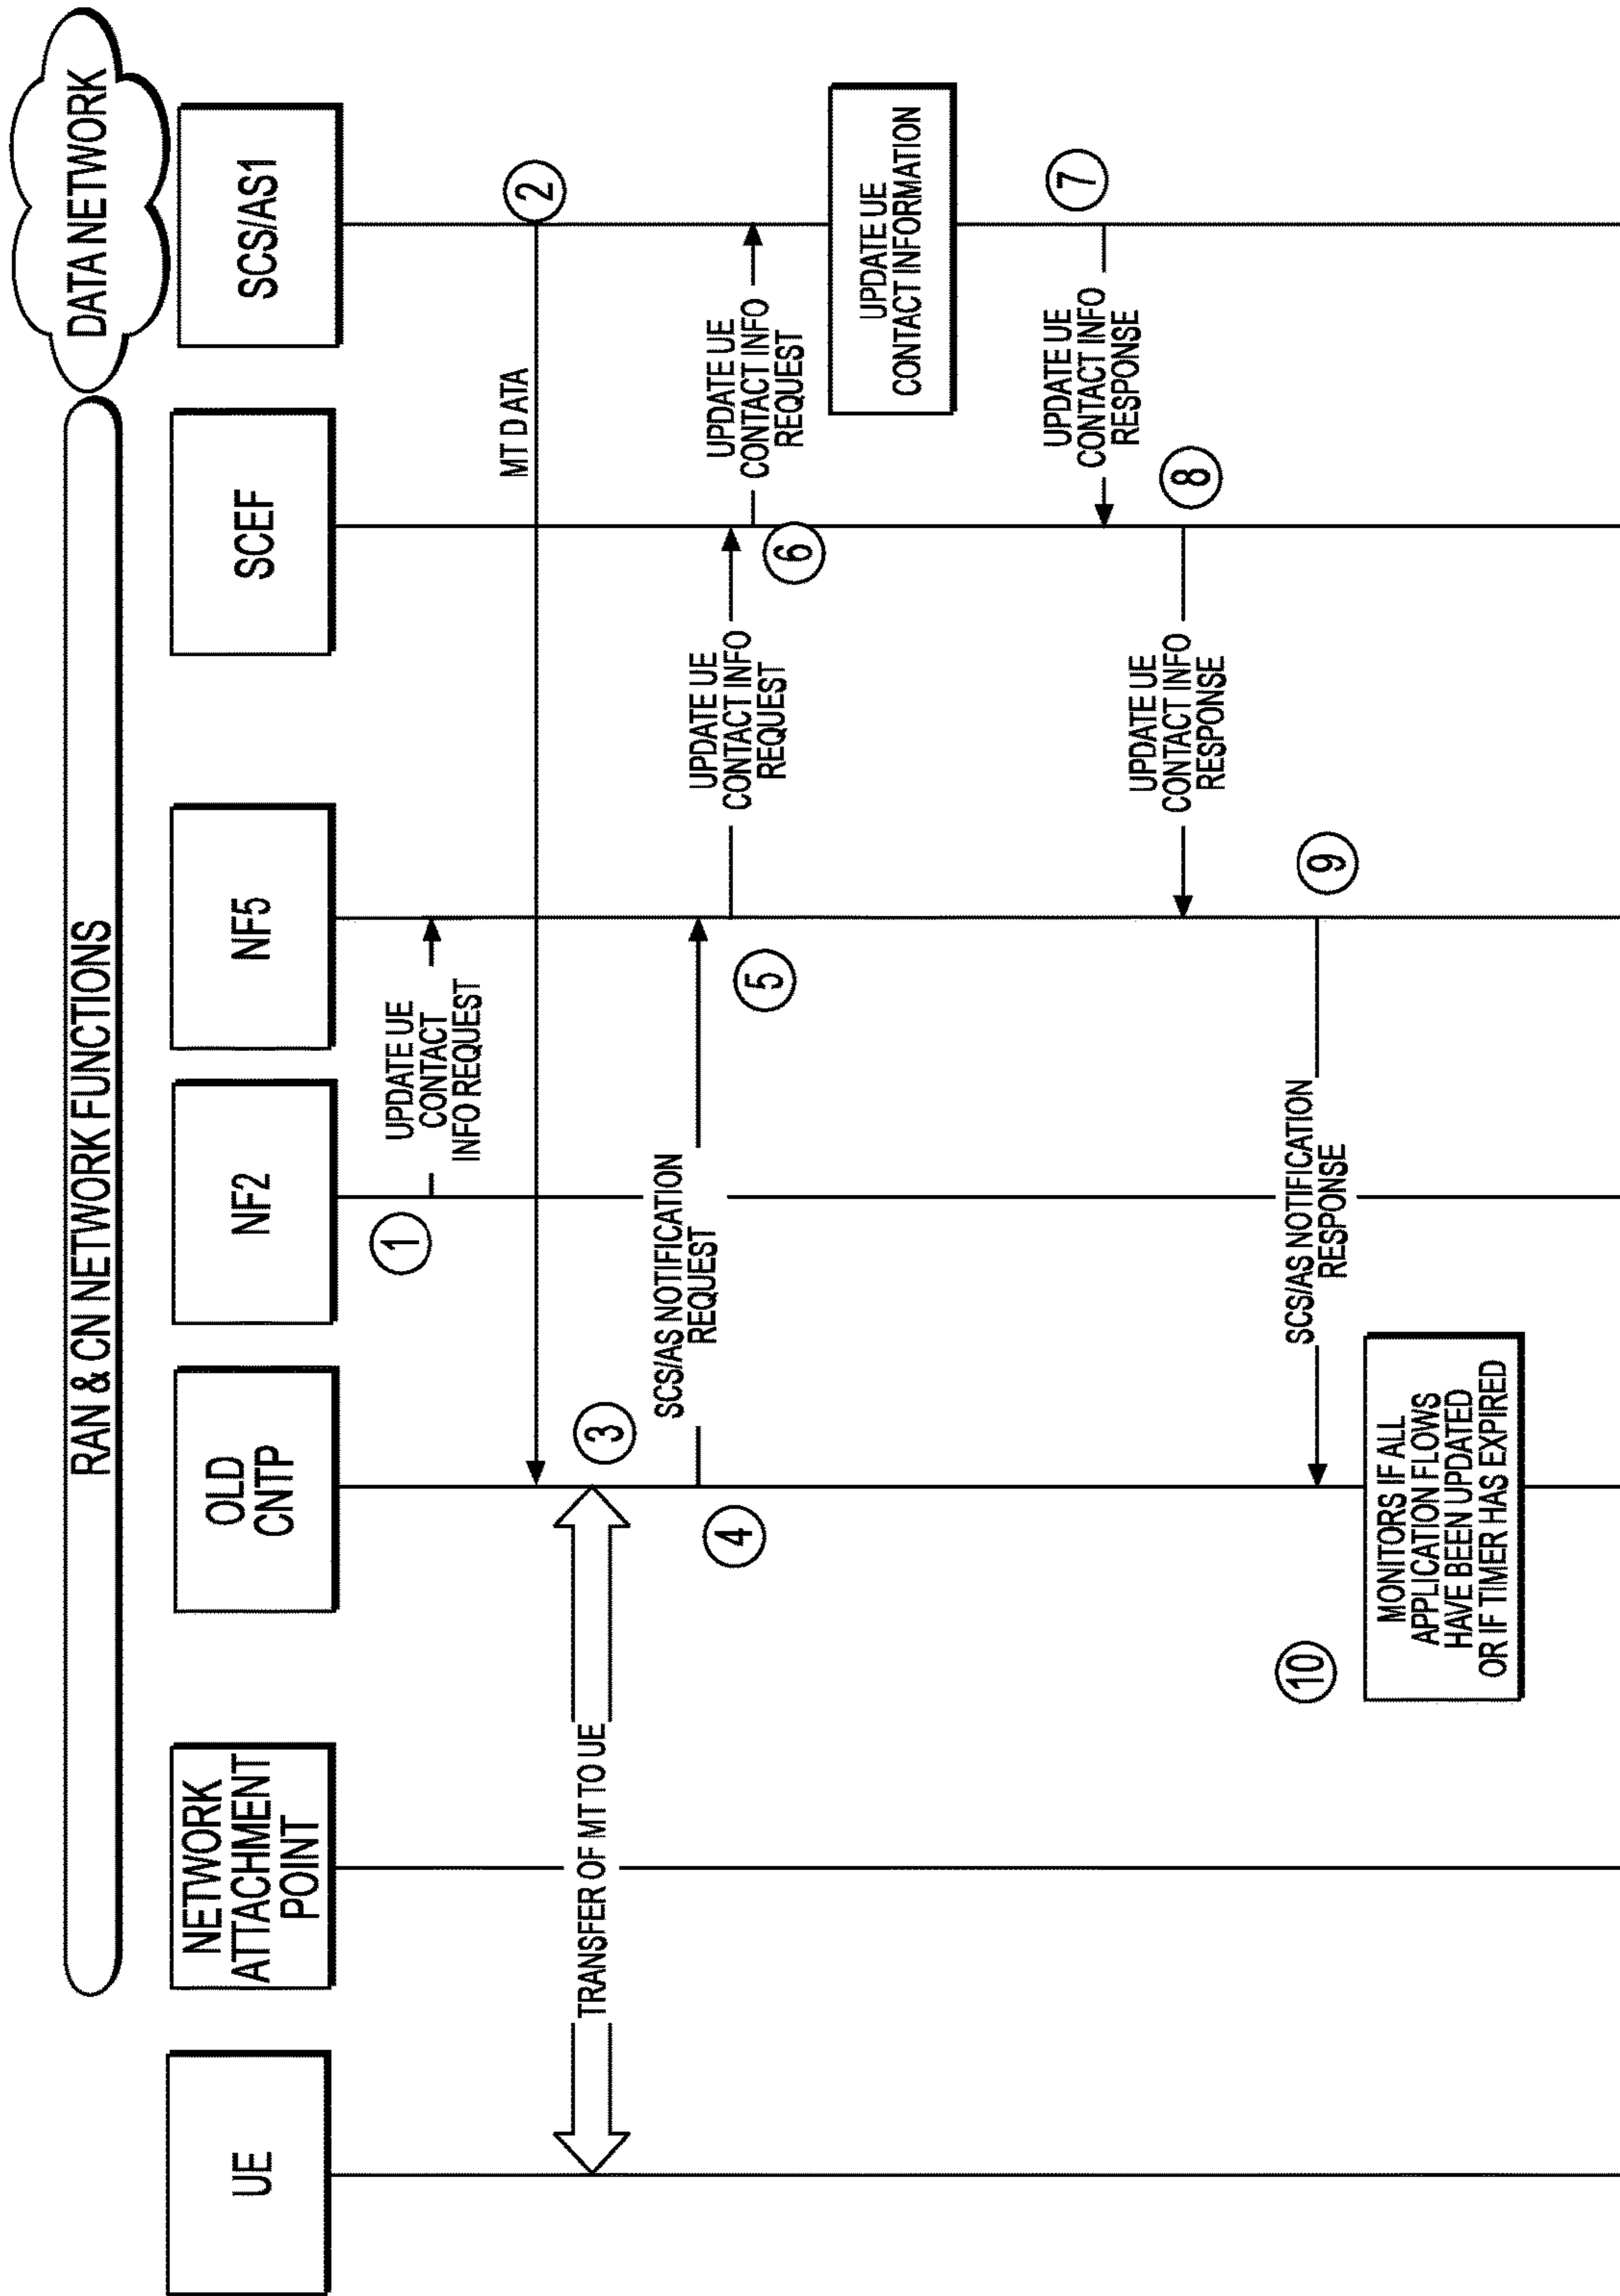 RAN & CN NETWORK FUNCTIONS
DATA NETWORK
UE
NETWORK
ATTACHMENT
POINT
OLD
CNTP
NF2
NF5
SCEF
SCS/AS1
1
UPDATE UE
CONTACT
INFO REQUEST
MT DATA
2
TRANSFER OF MT TO UE
3
4
SCS/AS NOTIFICATION
REQUEST
5
UPDATE UE
CONTACT INFO
REQUEST
6
UPDATE UE
CONTACT INFO
REQUEST
UPDATE UE
CONTACT INFORMATION
7
UPDATE UE
CONTACT INFO
RESPONSE
8
UPDATE UE
CONTACT INFO
RESPONSE
9
SCS/AS NOTIFICATION
RESPONSE
10
MONITORS IF ALL
APPLICATION FLOWS
HAVE BEEN UPDATED
OR IF TIMER HAS EXPIRED